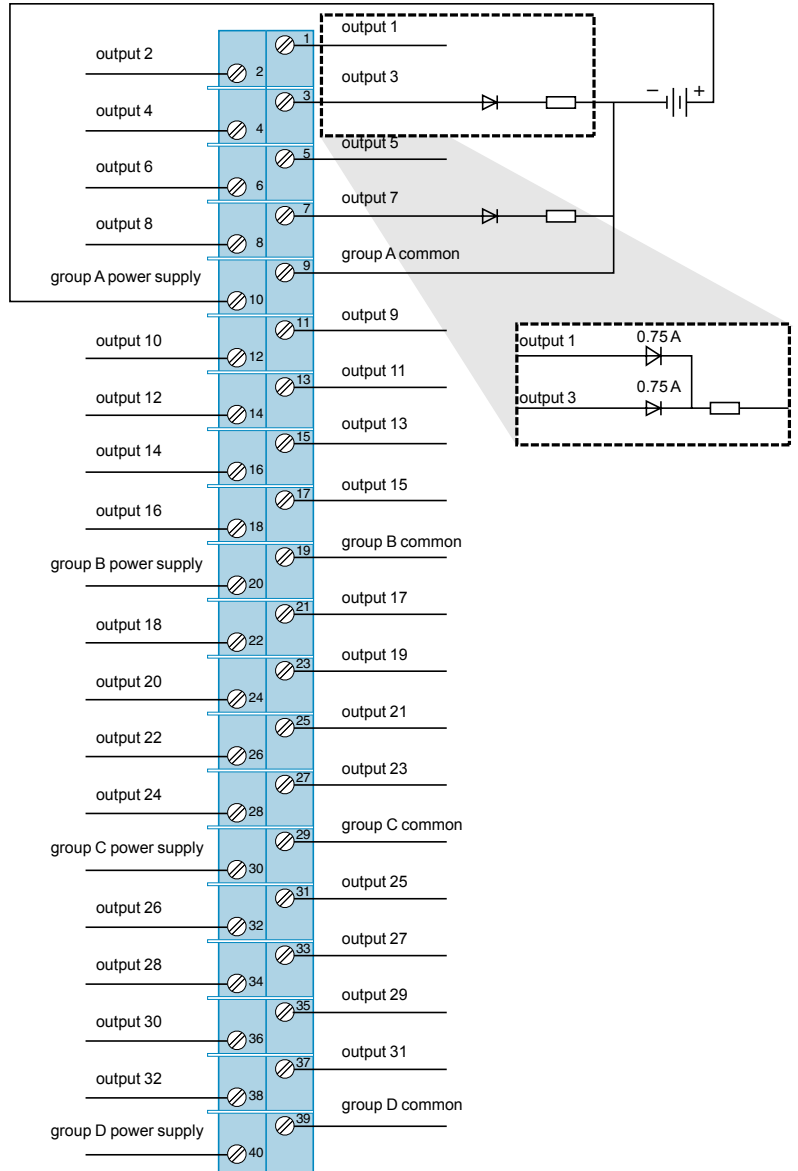 output 1
1
output 2
2
output 3
3
− +
output 4
4
output 5
5
output 6
6
output 7
7
output 8
8
group A common
9
group A power supply
10
output 9
11
output 10
12
output 11
13
output 12
14
output 13
15
output 14
16
output 15
17
output 16
18
group B common
19
group B power supply
20
output 17
21
output 18
22
output 19
23
output 20
24
output 21
25
output 22
26
output 23
27
output 24
28
group C common
29
group C power supply
30
output 25
31
output 26
32
output 27
33
output 28
34
output 29
35
output 30
36
output 31
37
output 32
38
group D common
39
group D power supply
40
output 1 0.75 A
output 3 0.75 A